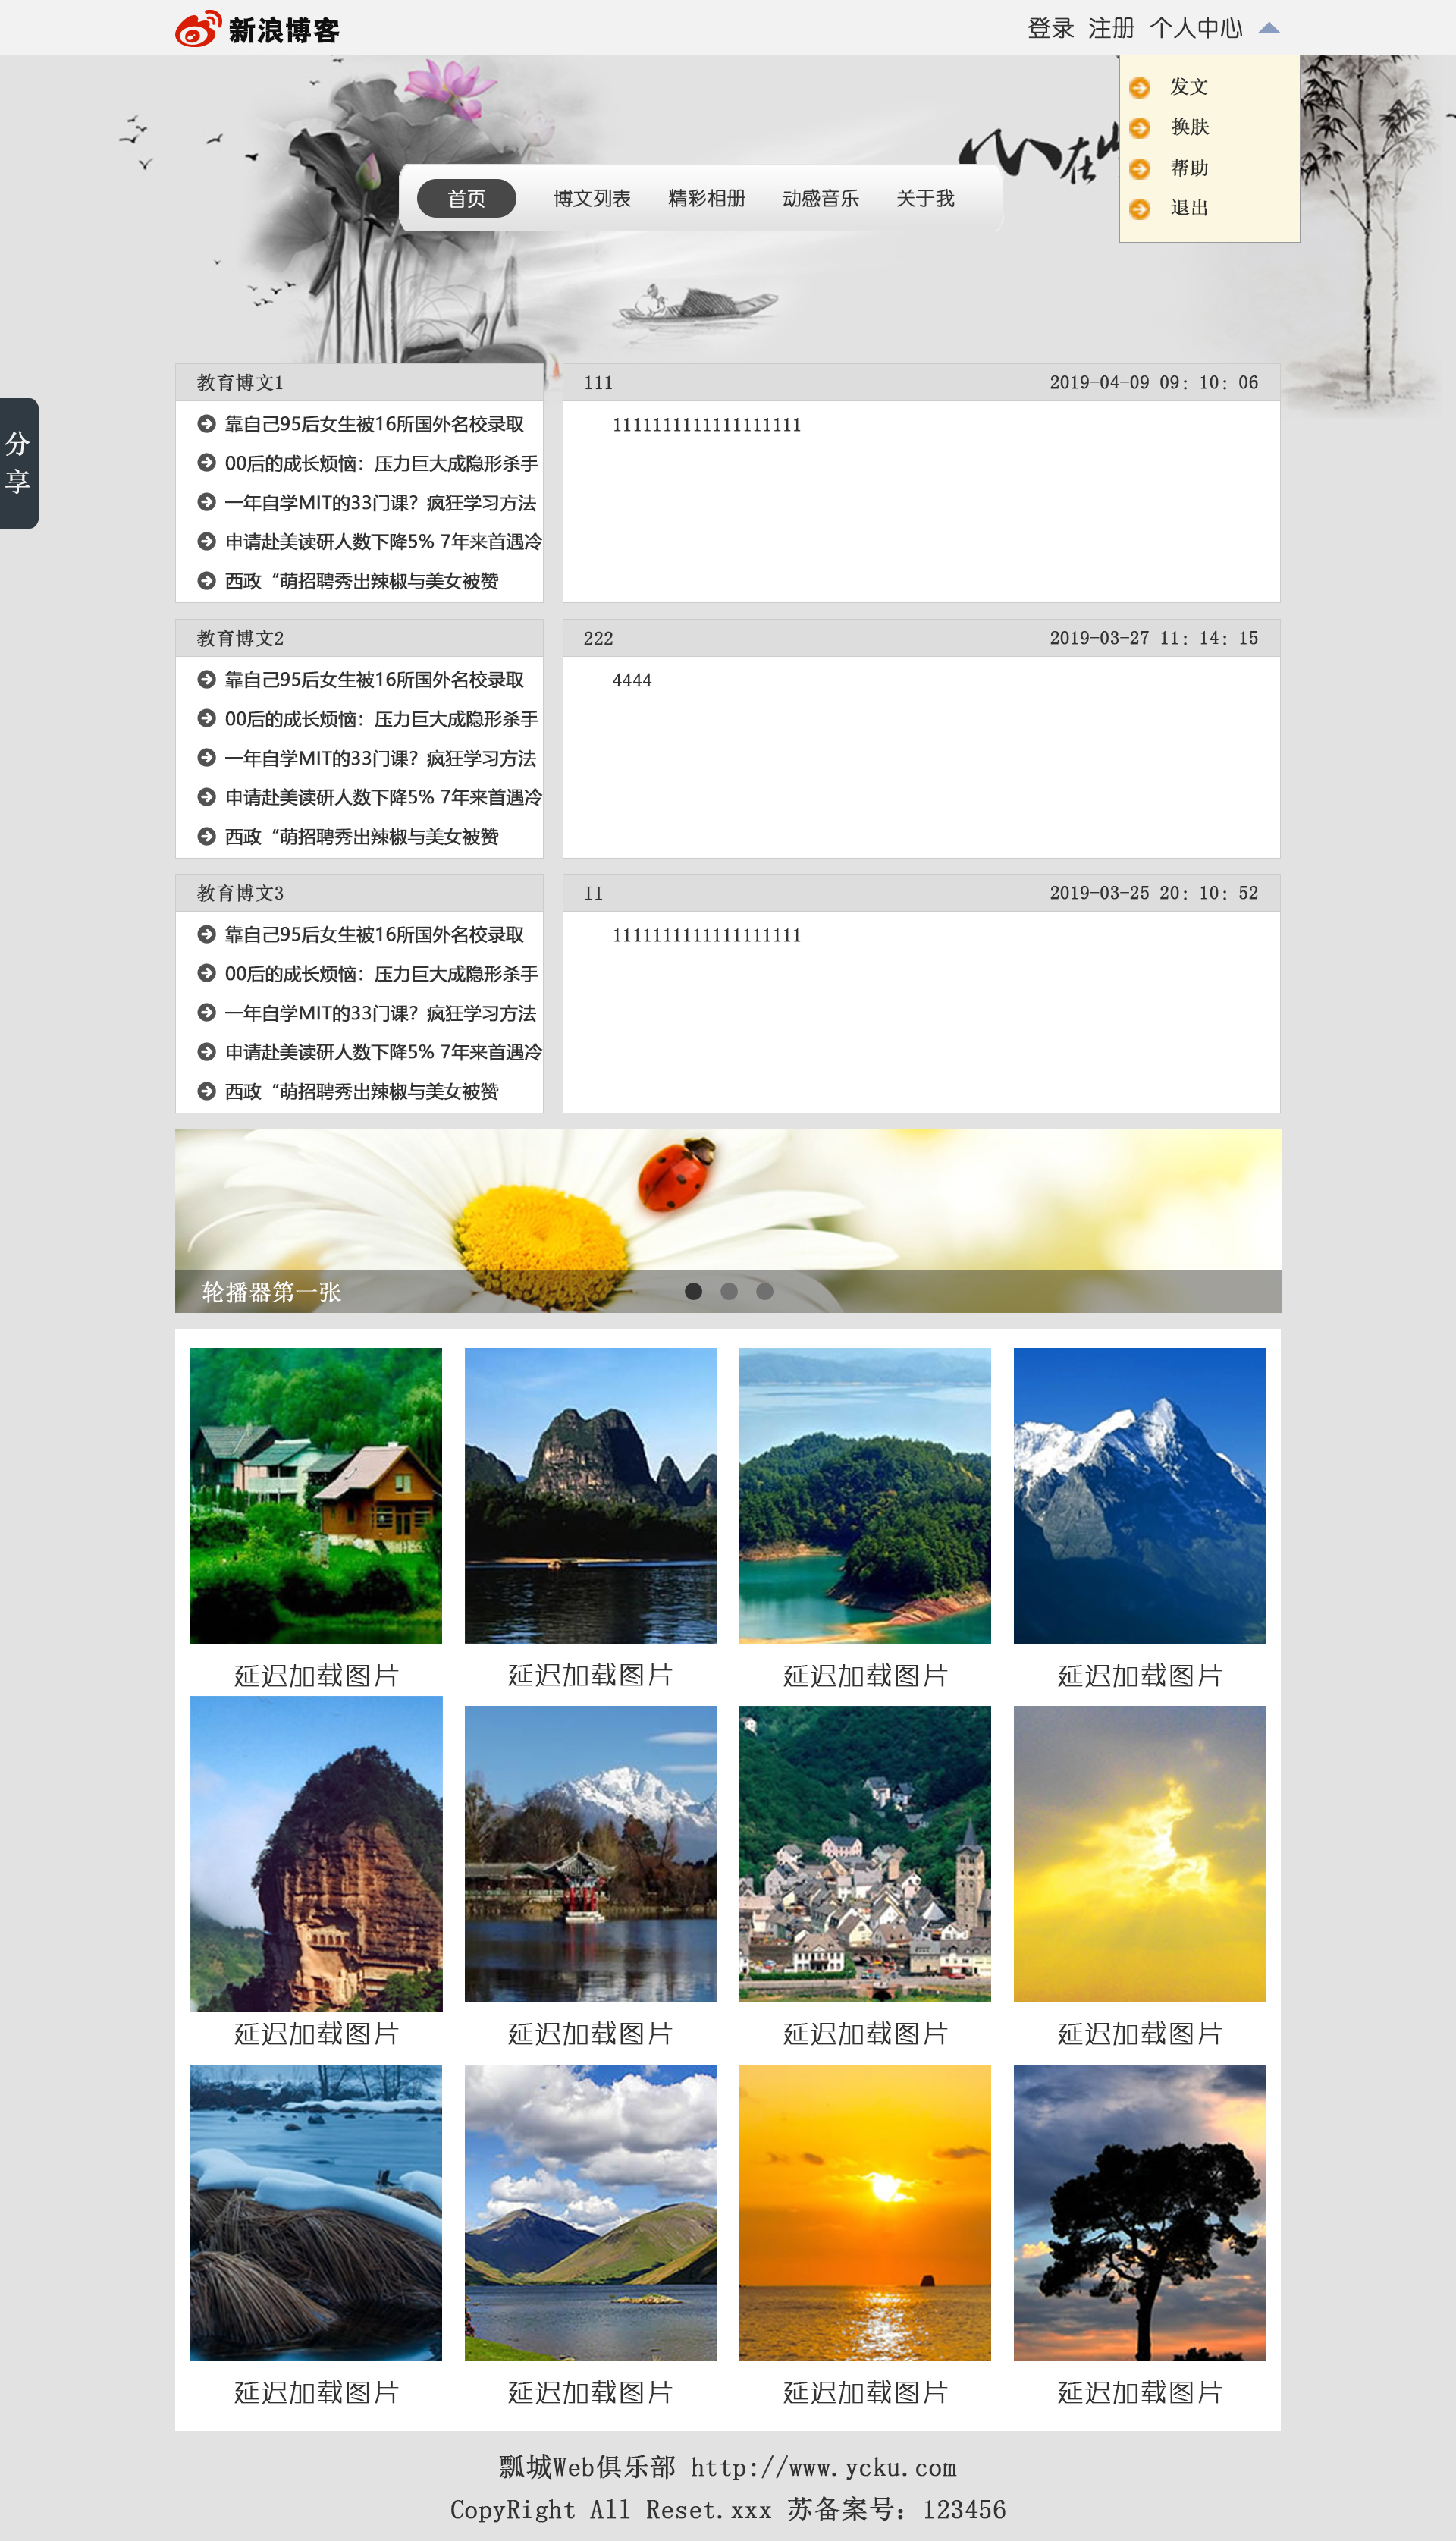 新浪博客
登录 注册 个人中心
发文
换肤
帮助
退出
心在
首页 博文列表 精彩相册 动感音乐 关于我
分享
教育博文1
靠自己95后女生被16所国外名校录取
00后的成长烦恼：压力巨大成隐形杀手
一年自学MIT的33门课？疯狂学习方法
申请赴美读研人数下降5% 7年来首遇冷
西政“萌招聘秀出辣椒与美女被赞
111 2019-04-09 09：10：06
1111111111111111111
教育博文2
靠自己95后女生被16所国外名校录取
00后的成长烦恼：压力巨大成隐形杀手
一年自学MIT的33门课？疯狂学习方法
申请赴美读研人数下降5% 7年来首遇冷
西政“萌招聘秀出辣椒与美女被赞
222 2019-03-27 11：14：15
4444
教育博文3
靠自己95后女生被16所国外名校录取
00后的成长烦恼：压力巨大成隐形杀手
一年自学MIT的33门课？疯狂学习方法
申请赴美读研人数下降5% 7年来首遇冷
西政“萌招聘秀出辣椒与美女被赞
II 2019-03-25 20：10：52
1111111111111111111
轮播器第一张
延迟加载图片 延迟加载图片 延迟加载图片 延迟加载图片
延迟加载图片 延迟加载图片 延迟加载图片 延迟加载图片
延迟加载图片 延迟加载图片 延迟加载图片 延迟加载图片
瓢城Web俱乐部 http://www.ycku.com
CopyRight All Reset.xxx 苏备案号：123456